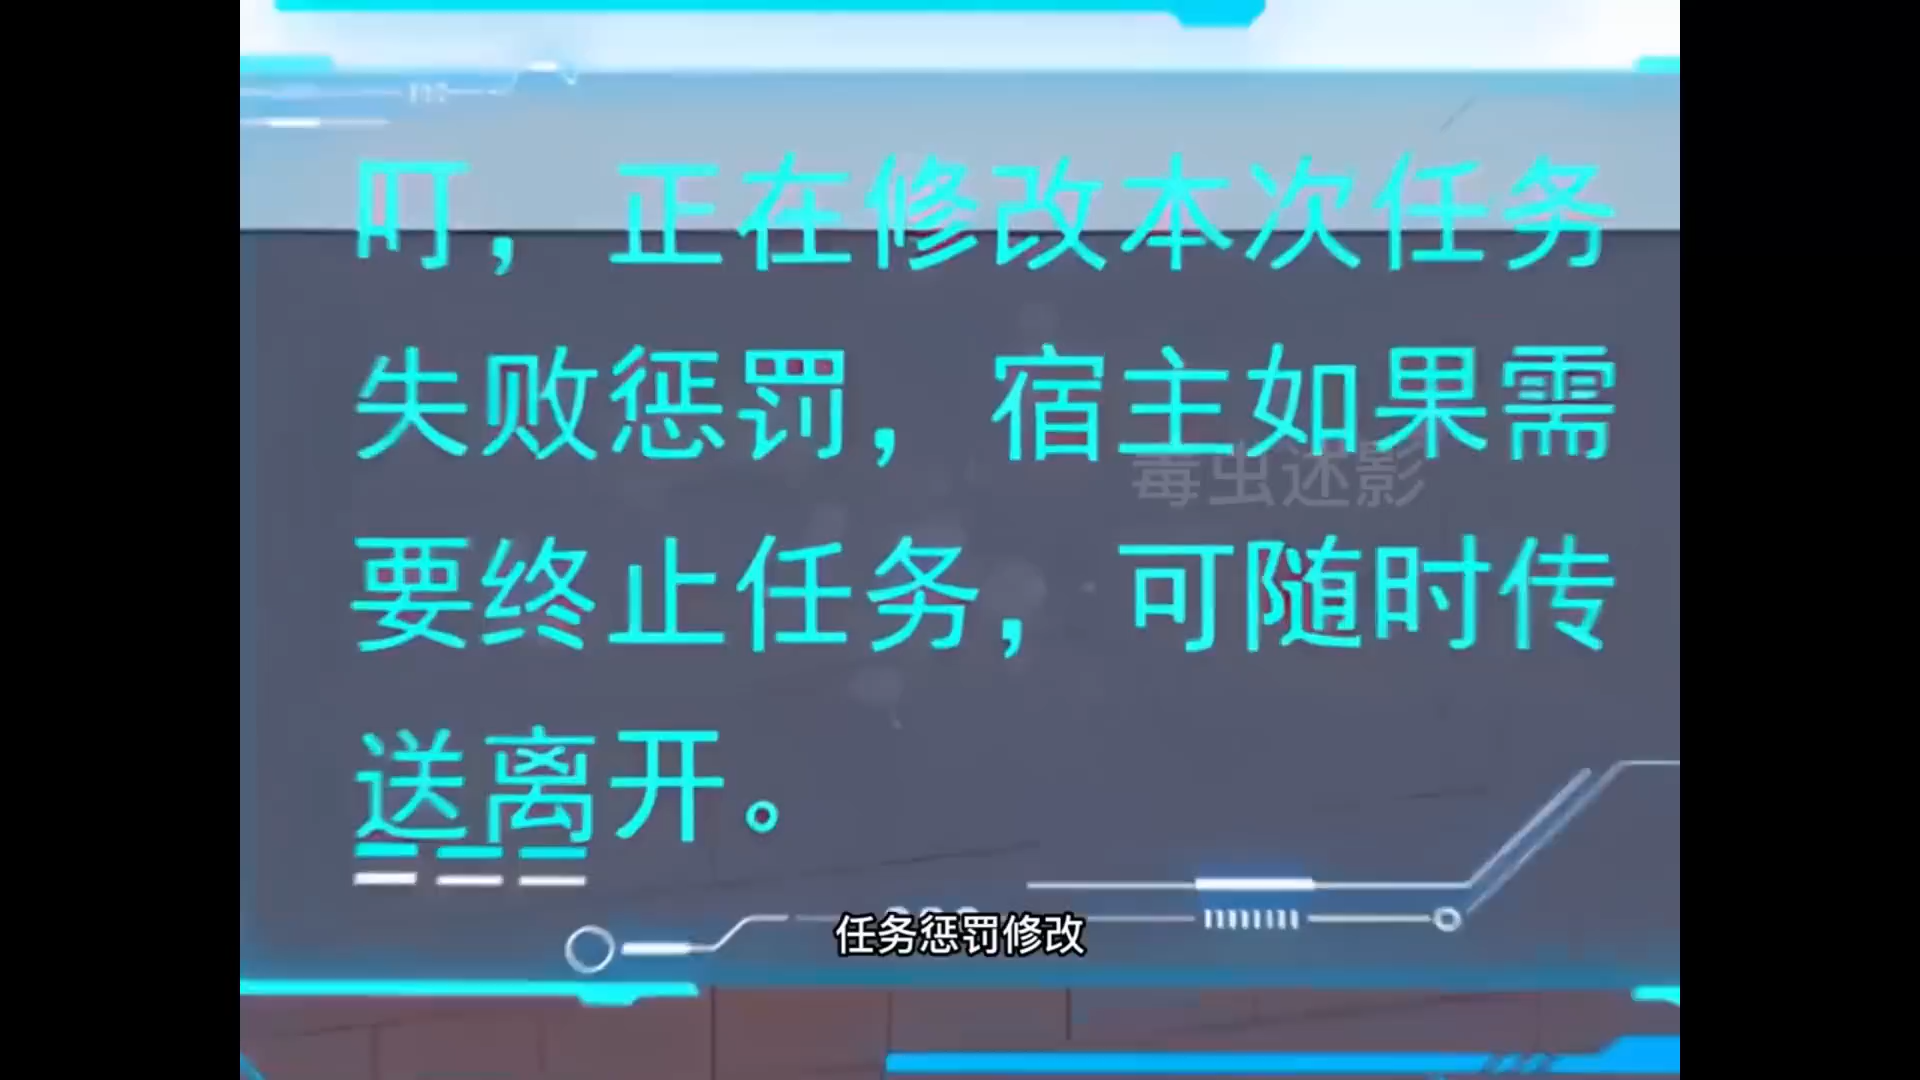 叮，正在修改本次任务
失败惩罚，宿主如果需
要终止任务，可随时传
送离开。
毒虫述影
任务惩罚修改